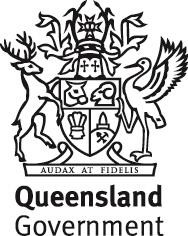 AUDAX AT FIDELIS
Queensland
Government